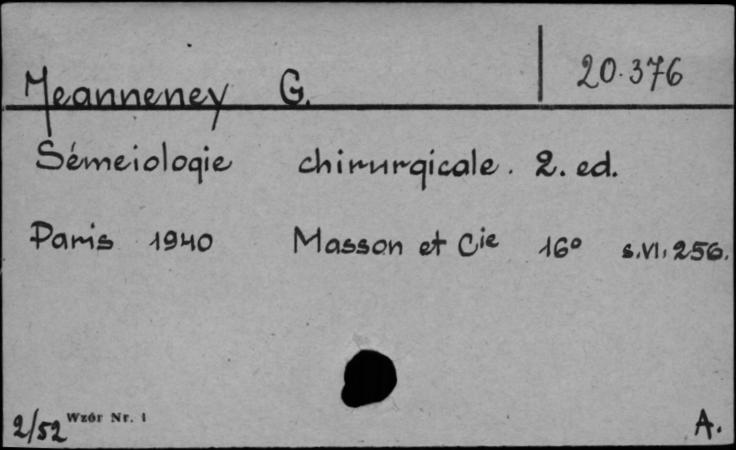 Jeanneney G. 20.376
Sémeiologie chirurgicale. 2. ed.
Paris 1940 Masson et Cie 16° s.VI,256.
2/52 Wzór Nr. 1 A.